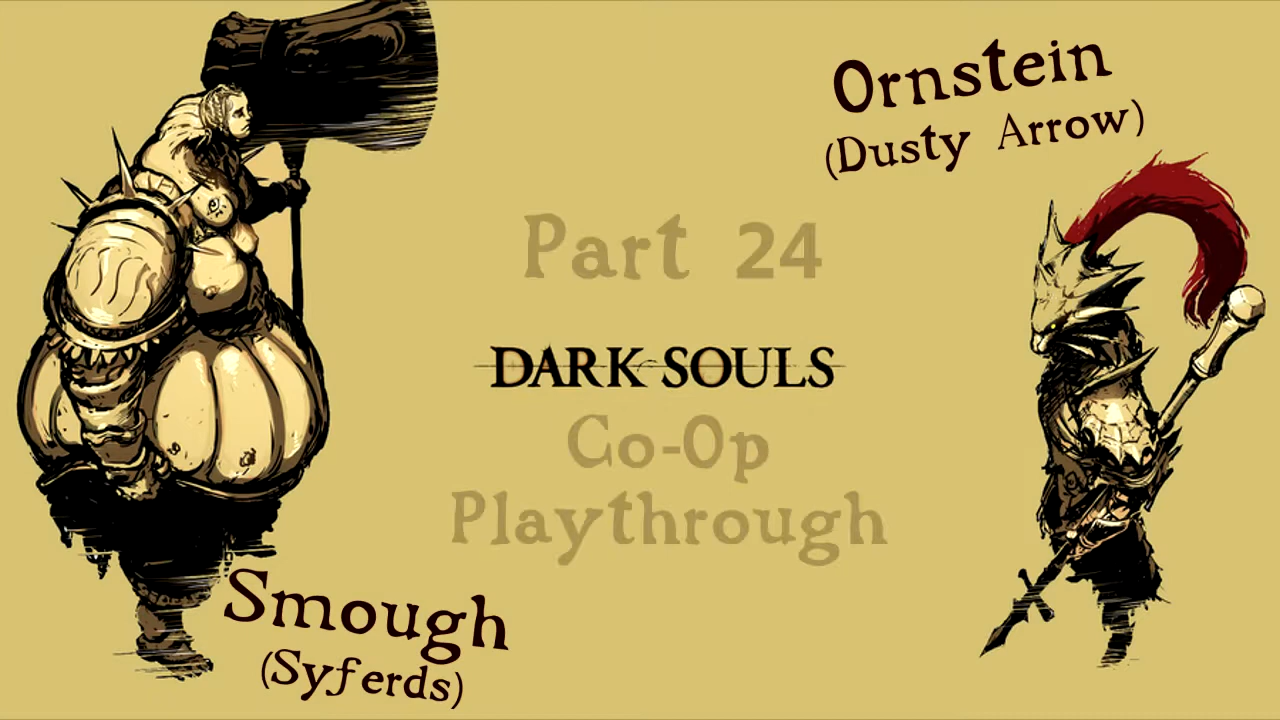 Ornstein
(Dusty Arrow)
Part 24
DARK SOULS
Co-Op
Playthrough
Smough
(Syferds)